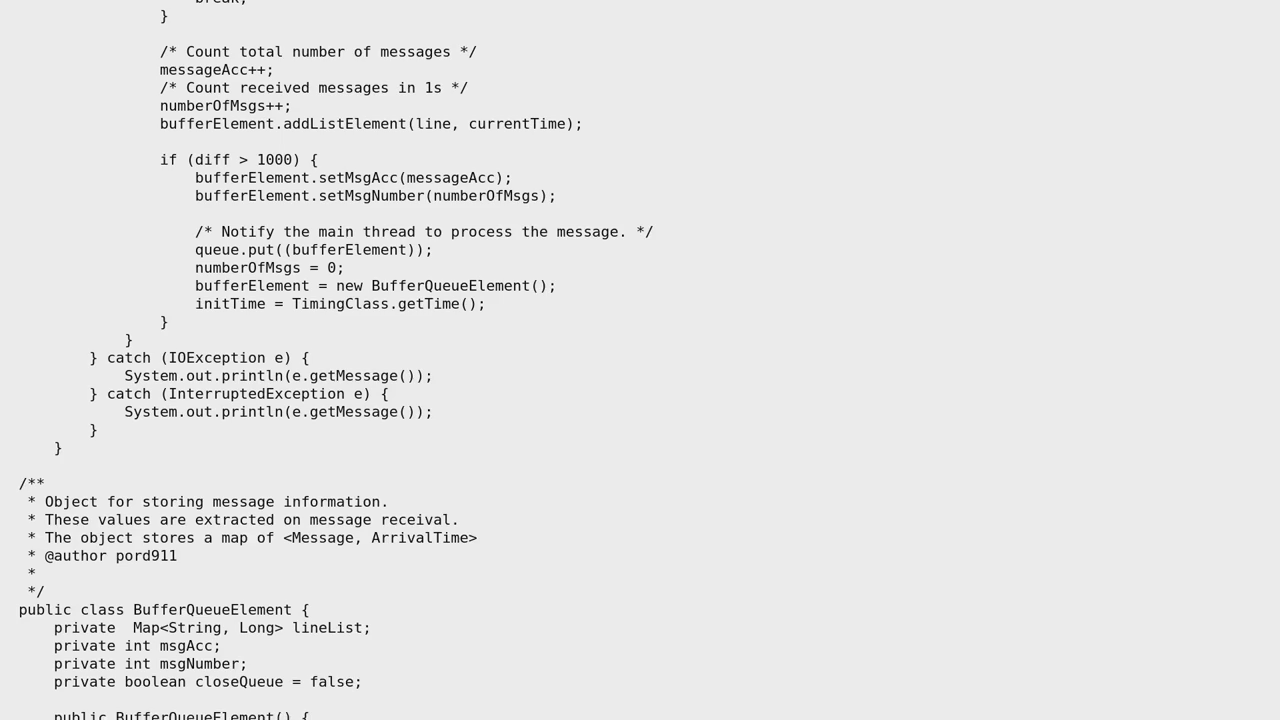 break;
}
/* Count total number of messages */
messageAcc++;
/* Count received messages in 1s */
numberOfMsgs++;
bufferElement.addListElement(line, currentTime);
if (diff > 1000) {
bufferElement.setMsgAcc(messageAcc);
bufferElement.setMsgNumber(numberOfMsgs);
/* Notify the main thread to process the message. */
queue.put((bufferElement));
numberOfMsgs = 0;
bufferElement = new BufferQueueElement();
initTime = TimingClass.getTime();
}
}
} catch (IOException e) {
System.out.println(e.getMessage());
} catch (InterruptedException e) {
System.out.println(e.getMessage());
}
}
/**
* Object for storing message information.
* These values are extracted on message receival.
* The object stores a map of <Message, ArrivalTime>
* @author pord911
*
*/
public class BufferQueueElement {
private  Map<String, Long> lineList;
private int msgAcc;
private int msgNumber;
private boolean closeQueue = false;
public BufferQueueElement() {